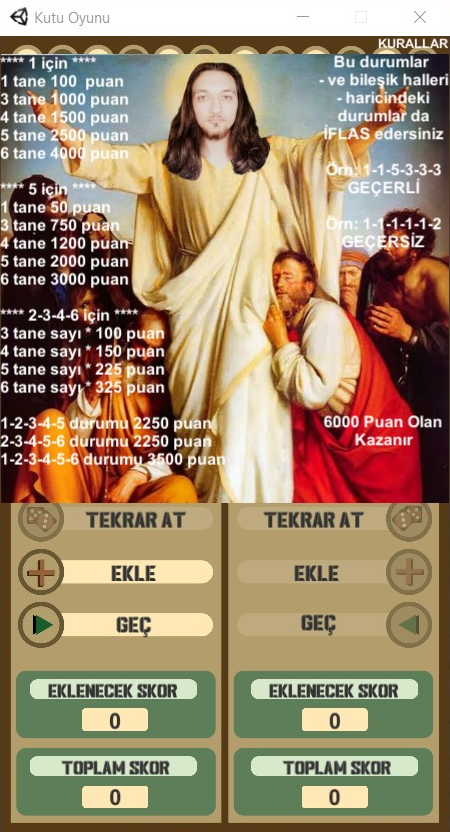 Kutu Oyunu
KURALLAR
**** 1 için ****
1 tane 100 puan
3 tane 1000 puan
4 tane 1500 puan
5 tane 2500 puan
6 tane 4000 puan
**** 5 için ****
1 tane 50 puan
3 tane 750 puan
4 tane 1200 puan
5 tane 2000 puan
6 tane 3000 puan
**** 2-3-4-6 için ****
3 tane sayı * 100 puan
4 tane sayı * 150 puan
5 tane sayı * 225 puan
6 tane sayı * 325 puan
1-2-3-4-5 durumu 2250 puan
2-3-4-5-6 durumu 2250 puan
1-2-3-4-5-6 durumu 3500 puan
Bu durumlar
- ve bileşik halleri
- haricindeki
durumlar da
İFLAS edersiniz
Örn: 1-1-5-3-3-3
GEÇERLİ
Örn: 1-1-1-1-1-2
GEÇERSİZ
6000 Puan Olan
Kazanır
TEKRAR AT
EKLE
GEÇ
EKLENECEK SKOR
0
TOPLAM SKOR
0
TEKRAR AT
EKLE
GEÇ
EKLENECEK SKOR
0
TOPLAM SKOR
0